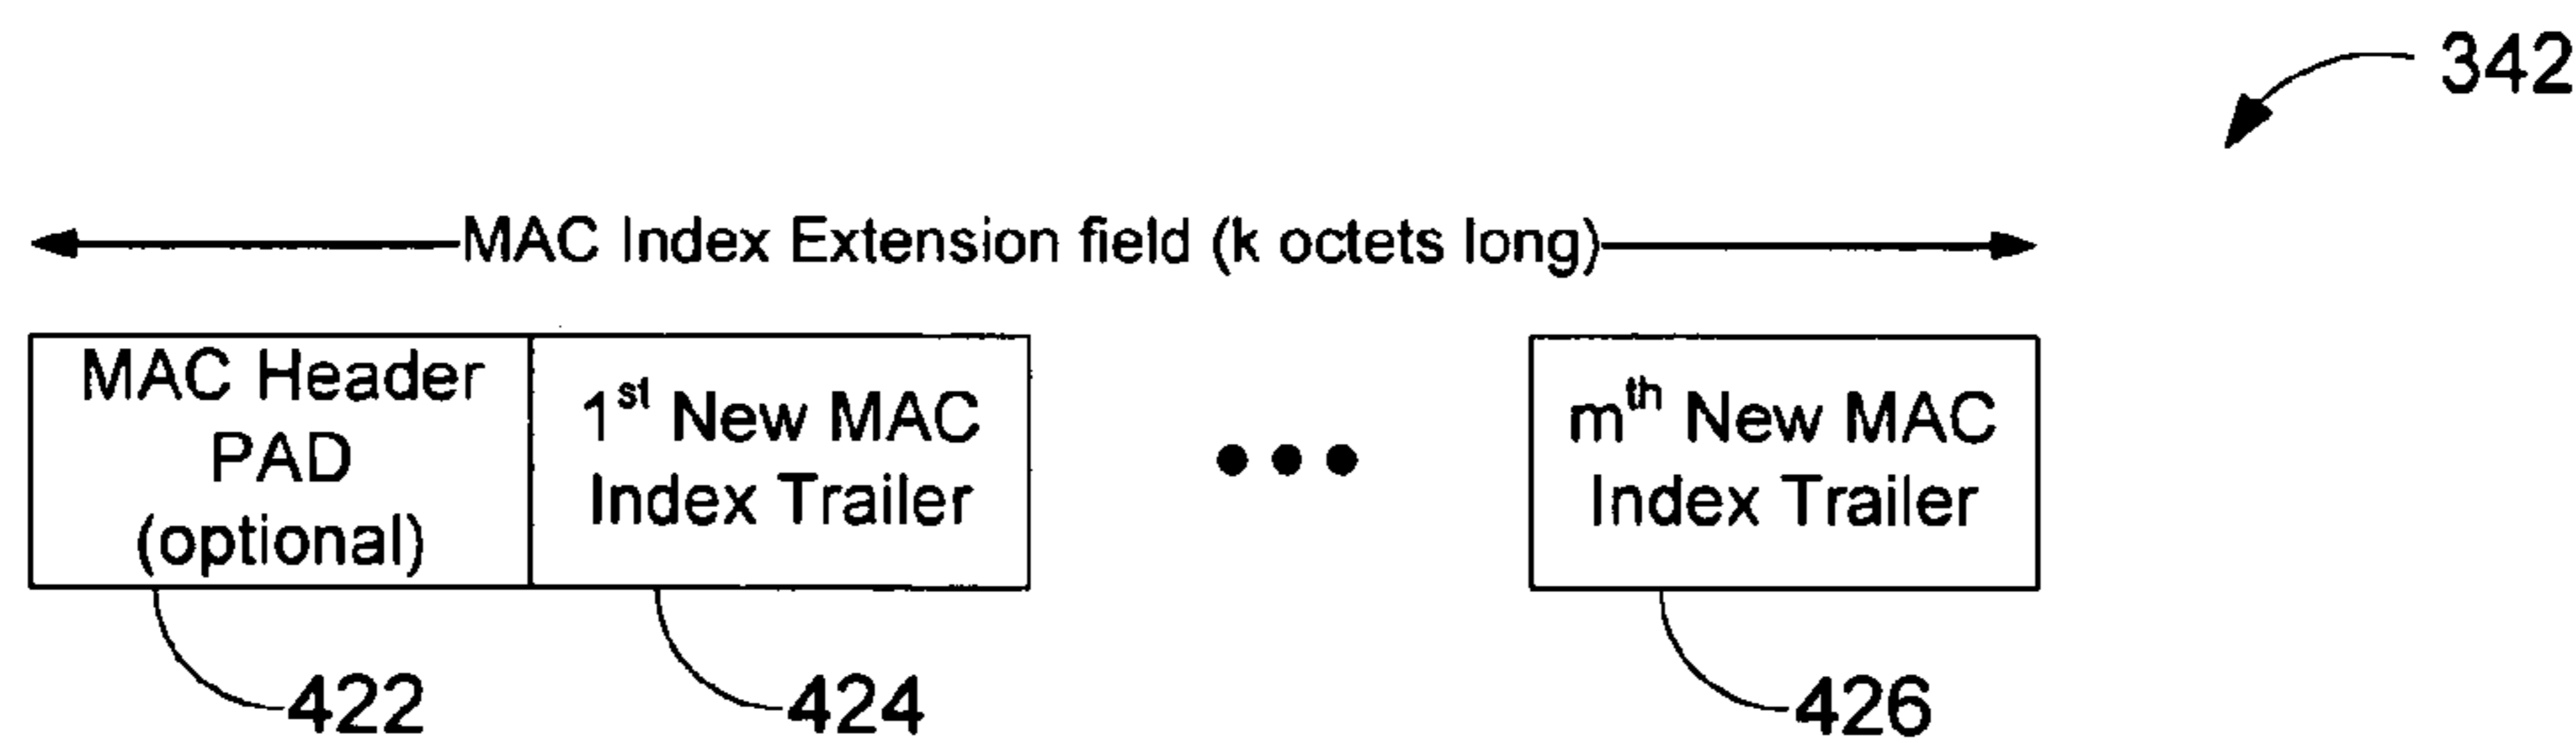 342
MAC Index Extension field (k octets long)
MAC Header
PAD
(optional)
1st New MAC
Index Trailer
mth New MAC
Index Trailer
422
424
426